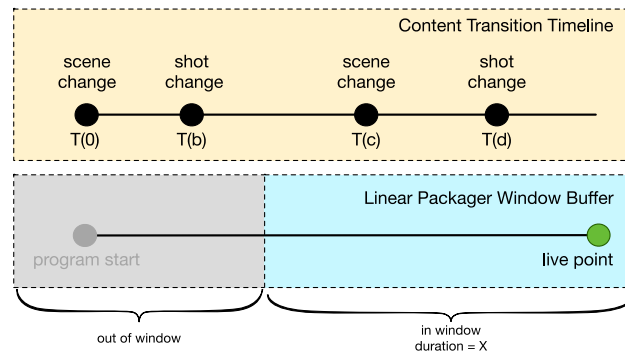 Content Transition Timeline
scene
change
shot
change
scene
change
shot
change
T(0)
T(b)
T(c)
T(d)
Linear Packager Window Buffer
program start
live point
out of window
in window
duration = X